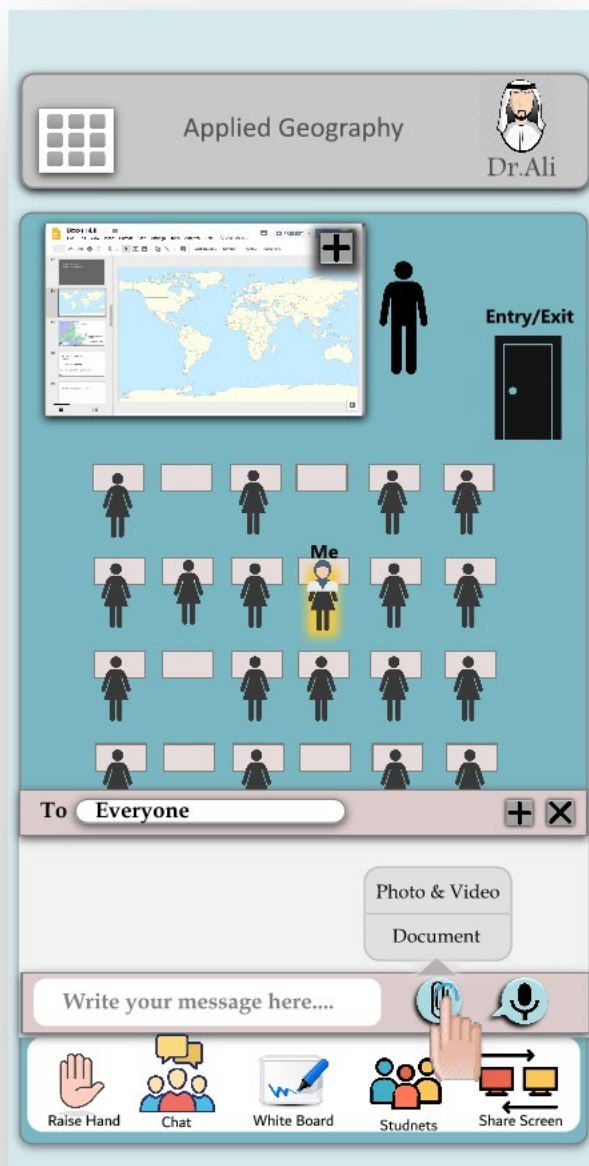 Applied Geography
Dr.Ali
Entry/Exit
Me
To Everyone
Photo & Video
Document
Write your message here....
Raise Hand
Chat
White Board
Studnets
Share Screen